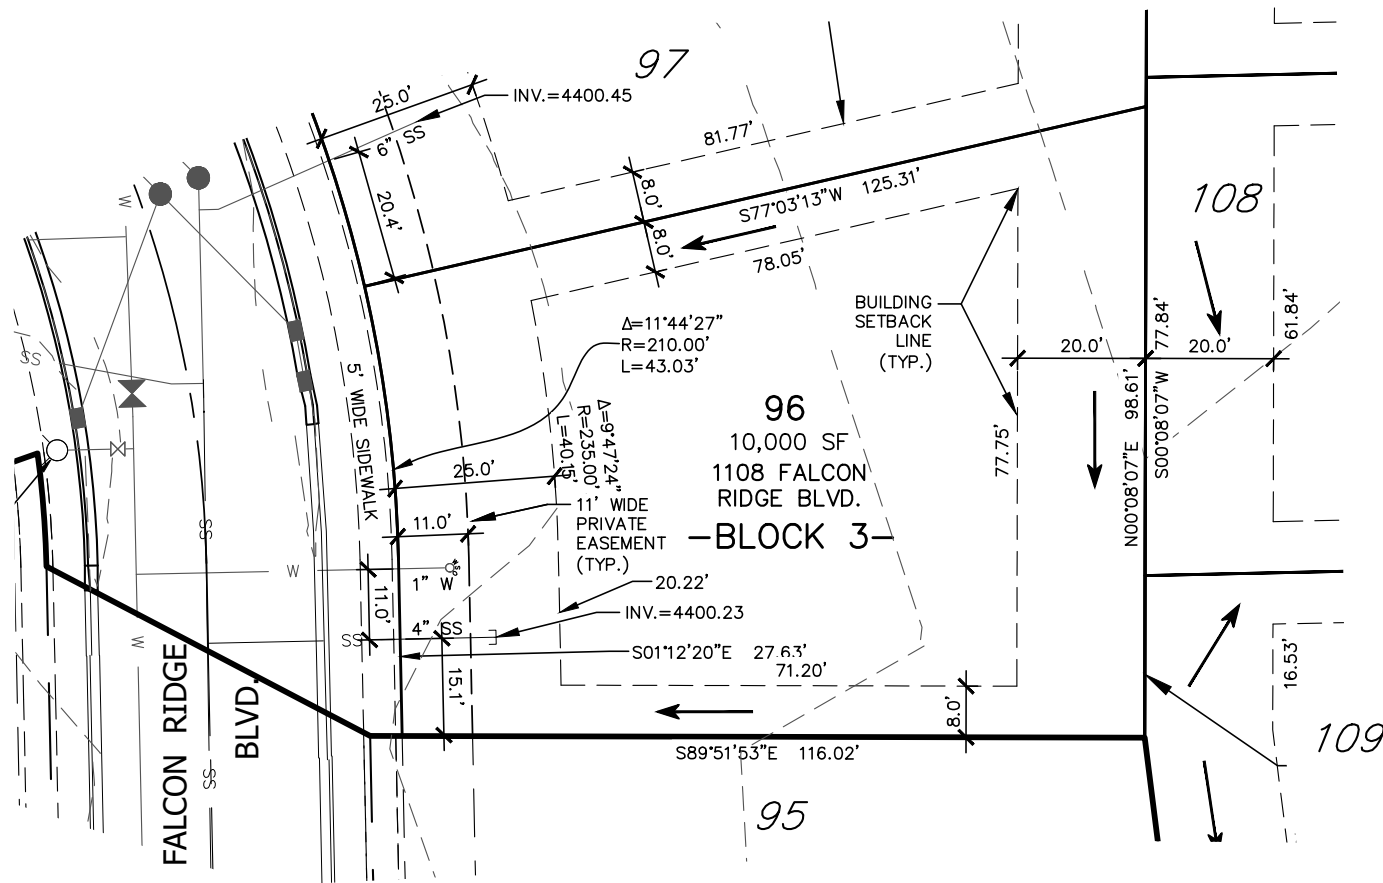 97
25.0'
INV.=4400.45
6" SS
81.77'
20.4'
8.0'
8.0'
S77°03'13"W 125.31'
78.05'
108
W
SS
Δ=11°44'27"
R=210.00'
L=43.03'
BUILDING
SETBACK
LINE
(TYP.)
20.0'
20.0'
77.84'
61.84'
5' WIDE SIDEWALK
Δ=9°47'24"
R=235.00'
L=40.15'
25.0'
96
10,000 SF
1108 FALCON
RIDGE BLVD.
-BLOCK 3-
77.75'
N00°08'07"E 98.61'
S00°08'07"W
11.0'
11' WIDE
PRIVATE
EASEMENT
(TYP.)
SS
W
1" W
11.0'
20.22'
INV.=4400.23
SS
4" SS
W
S01°12'20"E 27.63'
71.20'
15.1'
8.0'
16.53'
FALCON RIDGE
BLVD.
SS
S89°51'53"E 116.02'
109
95